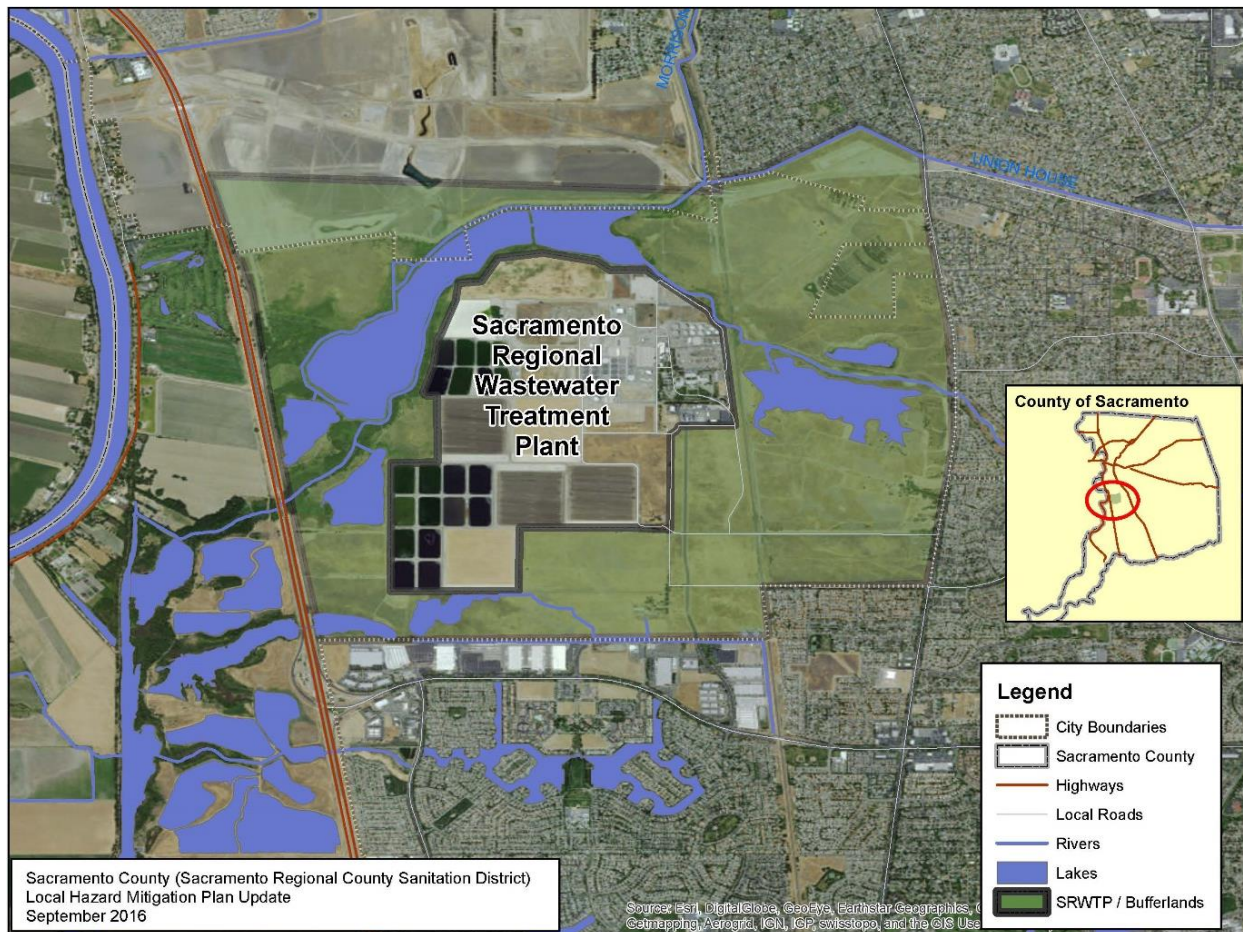 MORRISON
UNION HOUSE
Sacramento
Regional
Wastewater
Treatment
Plant
County of Sacramento
Legend
City Boundaries
Sacramento County
Highways
Local Roads
Rivers
Lakes
SRWTP / Bufferlands
Sacramento County (Sacramento Regional County Sanitation District)
Local Hazard Mitigation Plan Update
September 2016
Source: Esri, DigitalGlobe, GeoEye, Earthstar Geographics,
Getmapping, Aerogrid, IGN, IGP, swisstopo, and the GIS Use